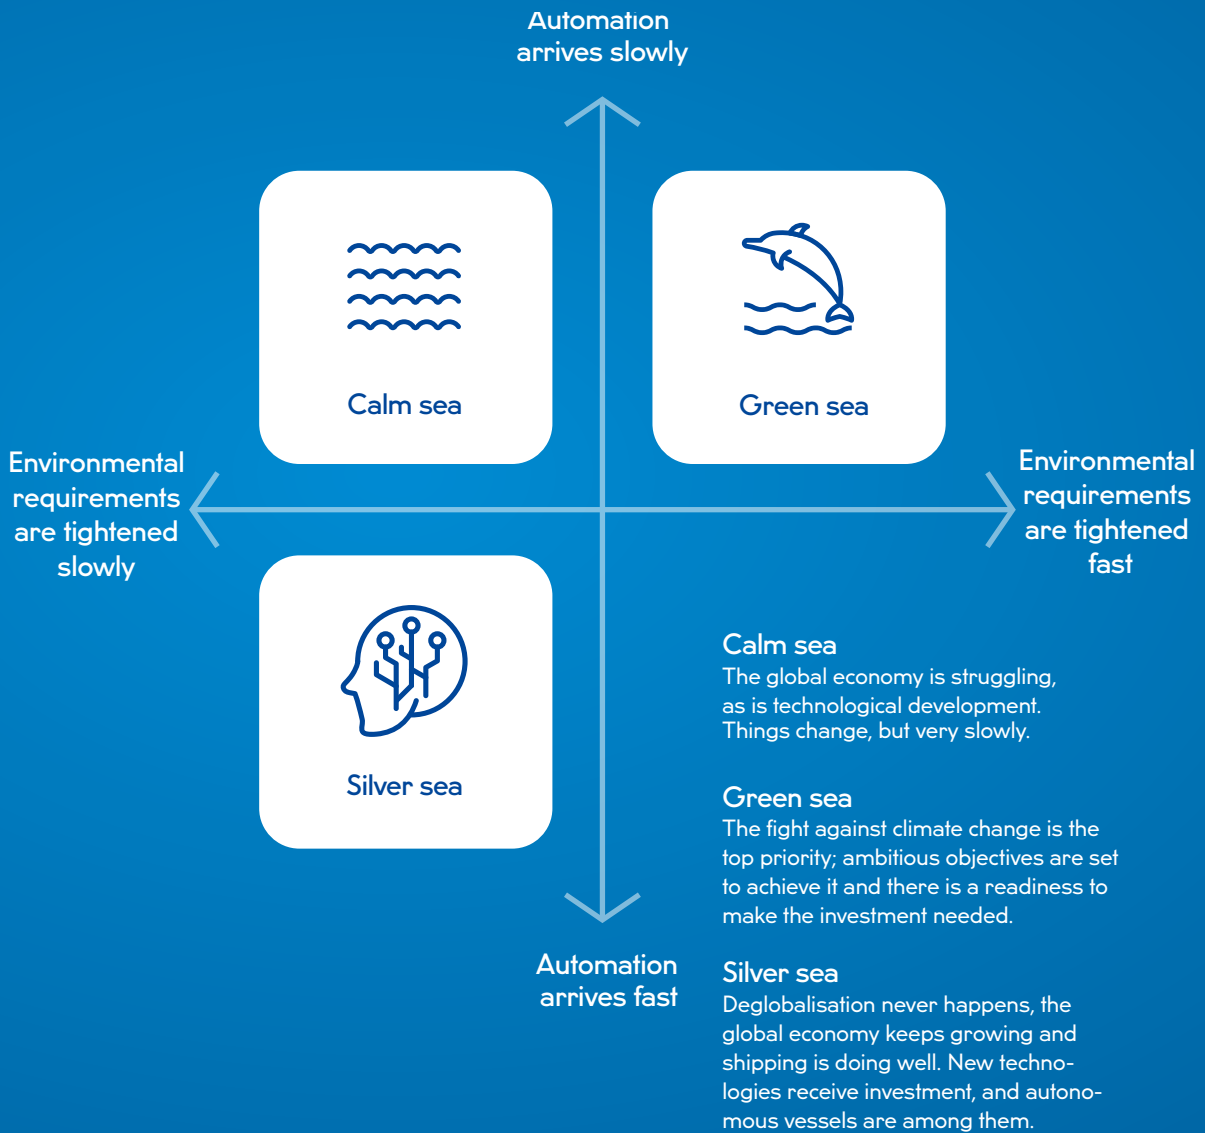 Automation
arrives slowly
Calm sea
Green sea
Environmental
requirements
are tightened
slowly
Environmental
requirements
are tightened
fast
Silver sea
Automation
arrives fast
Calm sea
The global economy is struggling,
as is technological development.
Things change, but very slowly.
Green sea
The fight against climate change is the
top priority; ambitious objectives are set
to achieve it and there is a readiness to
make the investment needed.
Silver sea
Deglobalisation never happens, the
global economy keeps growing and
shipping is doing well. New techno-
logies receive investment, and autono-
mous vessels are among them.